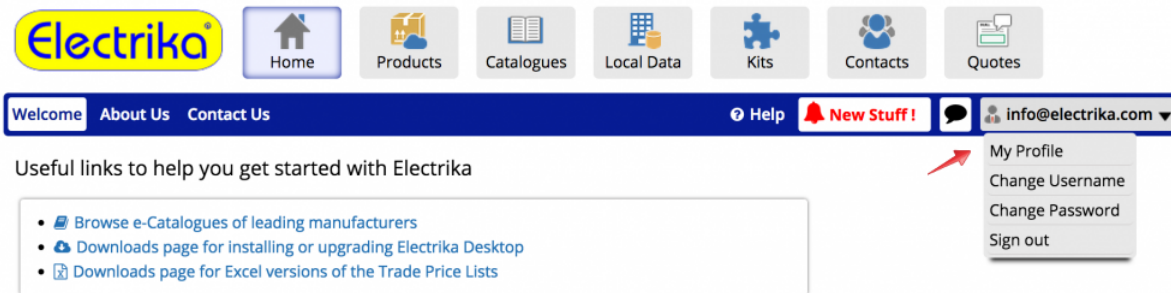 Electrika®
Home
Products
Catalogues
Local Data
Kits
Contacts
Quotes
Welcome About Us Contact Us
Help
New Stuff !
info@electrika.com
My Profile
Change Username
Change Password
Sign out
Useful links to help you get started with Electrika
Browse e-Catalogues of leading manufacturers
Downloads page for installing or upgrading Electrika Desktop
Downloads page for Excel versions of the Trade Price Lists